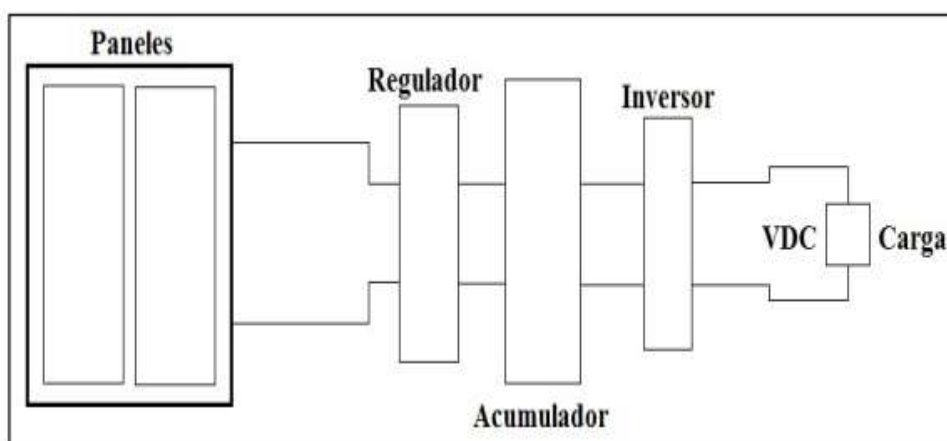 Paneles
Regulador
Inversor
VDC Carga
Acumulador